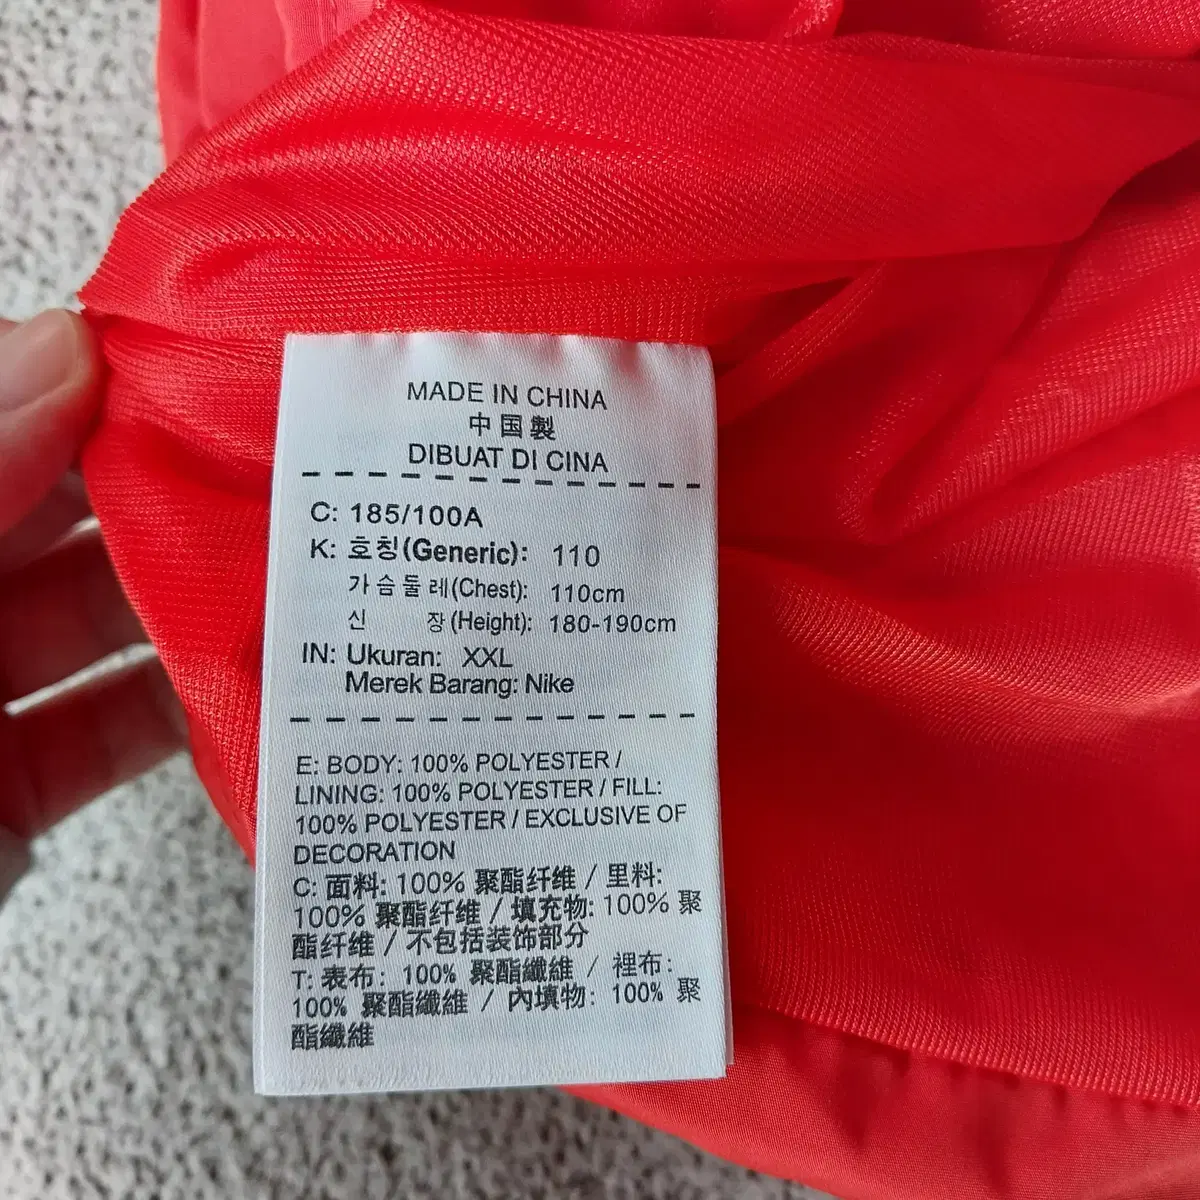 MADE IN CHINA
中国製
DIBUAT DI CINA
C: 185/100A
K: 호칭(Generic): 110
가슴둘레(Chest): 110cm
신 장(Height): 180-190cm
IN: Ukuran: XXL
Merek Barang: Nike
E: BODY: 100% POLYESTER /
LINING: 100% POLYESTER / FILL:
100% POLYESTER / EXCLUSIVE OF
DECORATION
C: 面料: 100% 聚酯纤维 / 里料:
100% 聚酯纤维 / 填充物: 100% 聚
酯纤维 / 不包括装饰部分
T: 表布: 100% 聚酯纖維 / 裡布:
100% 聚酯纖維 / 內填物: 100% 聚
酯纖維